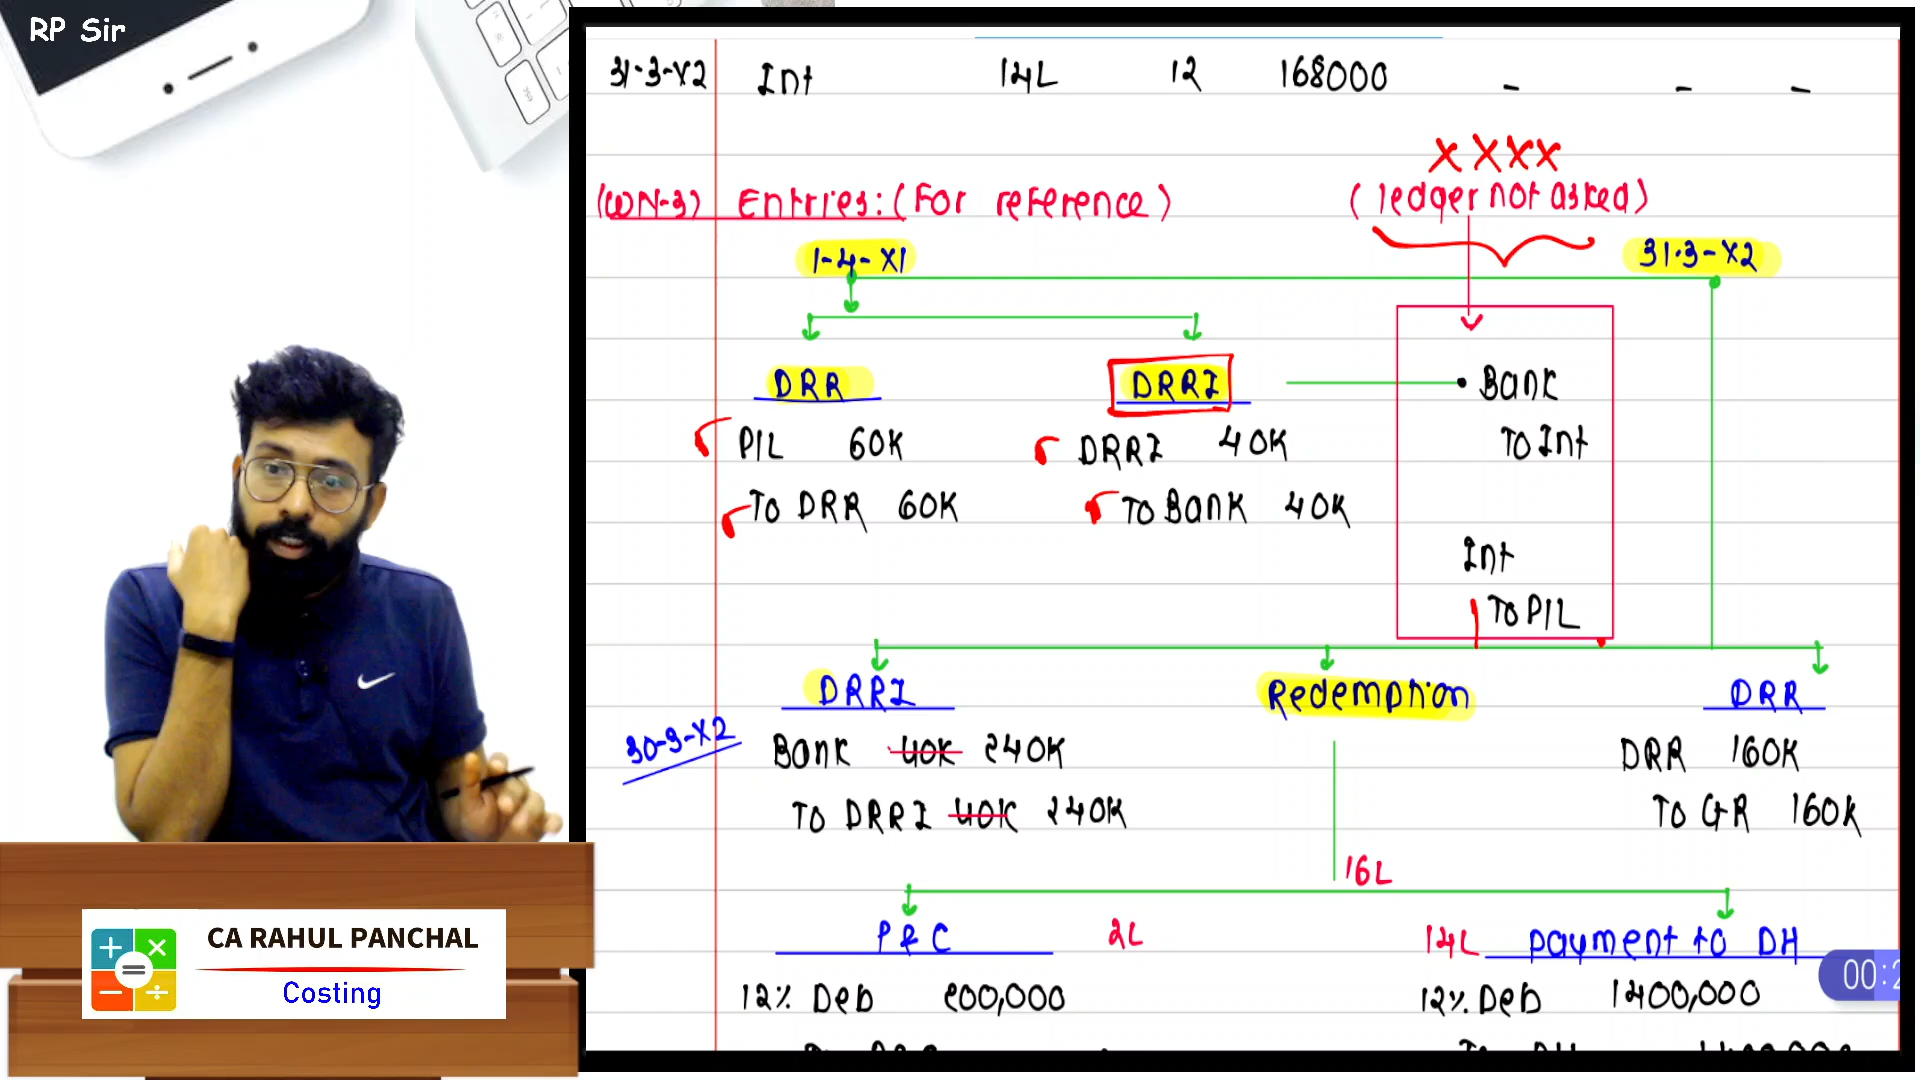 RP Sir
31-3-X2 Int 14L 12 168000 - - -
XXXX
(WN-3) Entries: (For reference) (ledger not asked)
1-4-X1 31-3-X2
DRR DRRI Bank
P/L 60K DRRI 40K To Int
To DRR 60K To Bank 40K
Int
To P/L
DRRI Redemption DRR
30-3-X2 Bank 40K 240K DRR 160K
To DRRI 40K 240K To GR 160K
16L
P & C 2L 14L payment to DH
12% Deb 200,000 12% Deb 1400,000
CA RAHUL PANCHAL
Costing